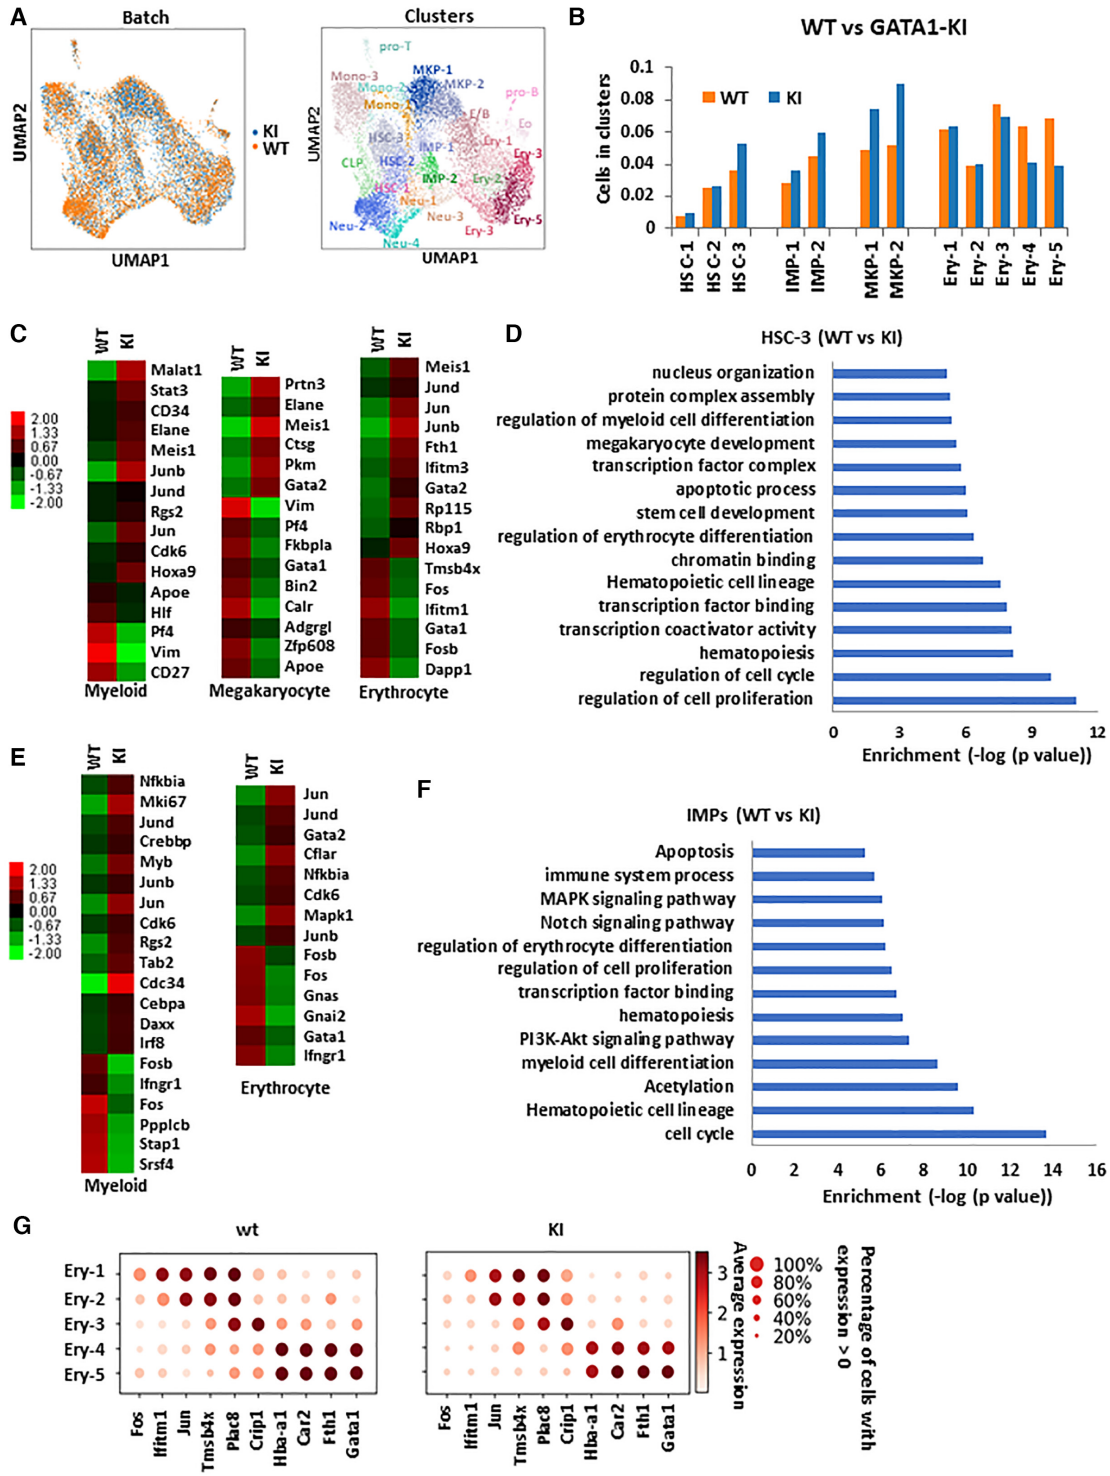 A
Batch
UMAP2
UMAP1
KI
WT
Clusters
UMAP2
UMAP1
pro-T
Mono-3
MKP-1
MKP-2
Mono-2
Mono-1
pro-B
E/B
Eo
HSC-3
IMP-1
Ery-1
CLP
HSC-2
Ery-3
IMP-2
Ery-2
HSC-1
Neu-1
Neu-2
Neu-3
Ery-5
Ery-3
Neu-4
B
WT vs GATA1-KI
WT
KI
Cells in clusters
0.1
0.08
0.06
0.04
0.02
0
HSC-1
HSC-2
HSC-3
IMP-1
IMP-2
MKP-1
MKP-2
Ery-1
Ery-2
Ery-3
Ery-4
Ery-5
C
2.00
1.33
0.67
0.00
-0.67
-1.33
-2.00
WT KI
Malat1
Stat3
CD34
Elane
Meis1
Junb
Jund
Rgs2
Jun
Cdk6
Hoxa9
Apoe
Hlf
Pf4
Vim
CD27
Myeloid
WT KI
Prtn3
Elane
Meis1
Ctsg
Pkm
Gata2
Vim
Pf4
Fkbpla
Gata1
Bin2
Calr
Adgrgl
Zfp608
Apoe
Megakaryocyte
WT KI
Meis1
Jund
Jun
Junb
Fth1
Ifitm3
Gata2
Rp115
Rbp1
Hoxa9
Tmsb4x
Fos
Ifitm1
Gata1
Fosb
Dapp1
Erythrocyte
D
HSC-3 (WT vs KI)
nucleus organization
protein complex assembly
regulation of myeloid cell differentiation
megakaryocyte development
transcription factor complex
apoptotic process
stem cell development
regulation of erythrocyte differentiation
chromatin binding
Hematopoietic cell lineage
transcription factor binding
transcription coactivator activity
hematopoiesis
regulation of cell cycle
regulation of cell proliferation
0 3 6 9 12
Enrichment (-log (p value))
E
2.00
1.33
0.67
0.00
-0.67
-1.33
-2.00
WT KI
Nfkbia
Mki67
Jund
Crebbp
Myb
Junb
Jun
Cdk6
Rgs2
Tab2
Cdc34
Cebpa
Daxx
Irf8
Fosb
Ifngr1
Fos
Ppplcb
Stap1
Srsf4
Myeloid
WT KI
Jun
Jund
Gata2
Cflar
Nfkbia
Cdk6
Mapk1
Junb
Fosb
Fos
Gnas
Gnai2
Gata1
Ifngr1
Erythrocyte
F
IMPs (WT vs KI)
Apoptosis
immune system process
MAPK signaling pathway
Notch signaling pathway
regulation of erythrocyte differentiation
regulation of cell proliferation
transcription factor binding
hematopoiesis
PI3K-Akt signaling pathway
myeloid cell differentiation
Acetylation
Hematopoietic cell lineage
cell cycle
0 2 4 6 8 10 12 14 16
Enrichment (-log (p value))
G
wt
Ery-1
Ery-2
Ery-3
Ery-4
Ery-5
Fos
Ifitm1
Jun
Tmsb4x
Plac8
Crip1
Hba-a1
Car2
Fth1
Gata1
KI
Fos
Ifitm1
Jun
Tmsb4x
Plac8
Crip1
Hba-a1
Car2
Fth1
Gata1
3
2
1
Average expression
100%
80%
60%
40%
20%
Percentage of cells with
expression > 0